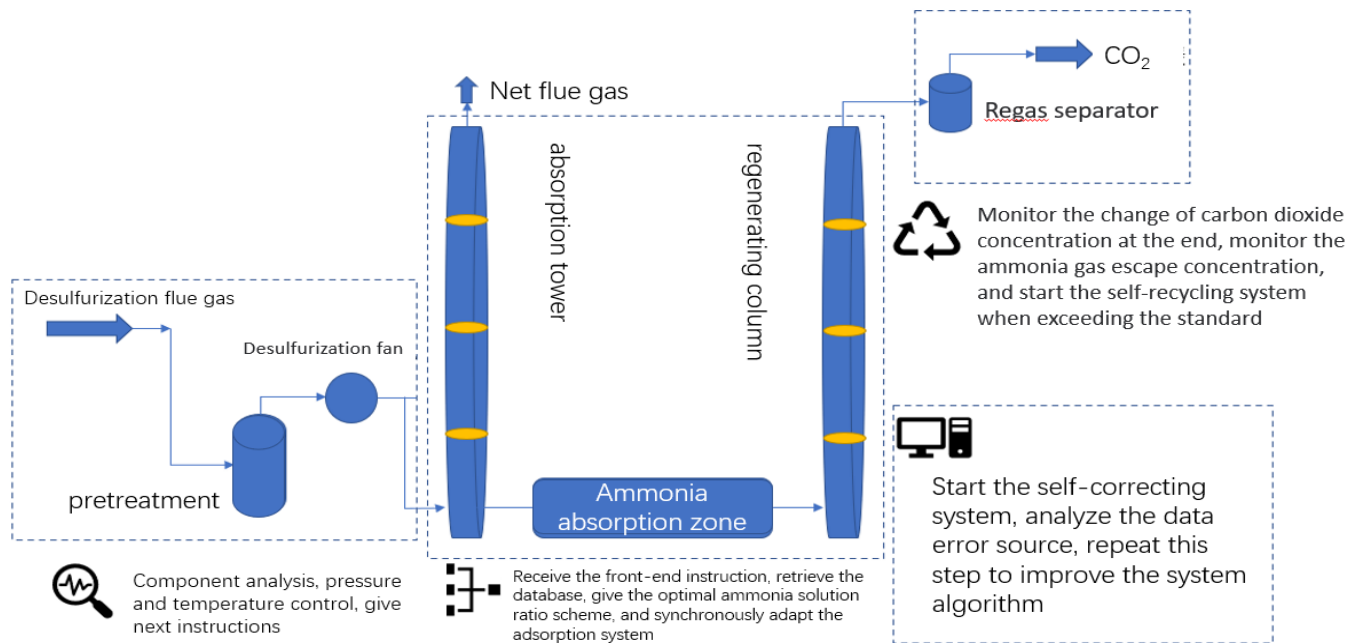 Net flue gas
CO₂
Regas separator
absorption tower
regenerating column
Monitor the change of carbon dioxide
concentration at the end, monitor the
ammonia gas escape concentration,
and start the self-recycling system
when exceeding the standard
Desulfurization flue gas
Desulfurization fan
pretreatment
Ammonia
absorption zone
Start the self-correcting
system, analyze the data
error source, repeat this
step to improve the system
algorithm
Component analysis, pressure
and temperature control, give
next instructions
Receive the front-end instruction, retrieve the
database, give the optimal ammonia solution
ratio scheme, and synchronously adapt the
adsorption system